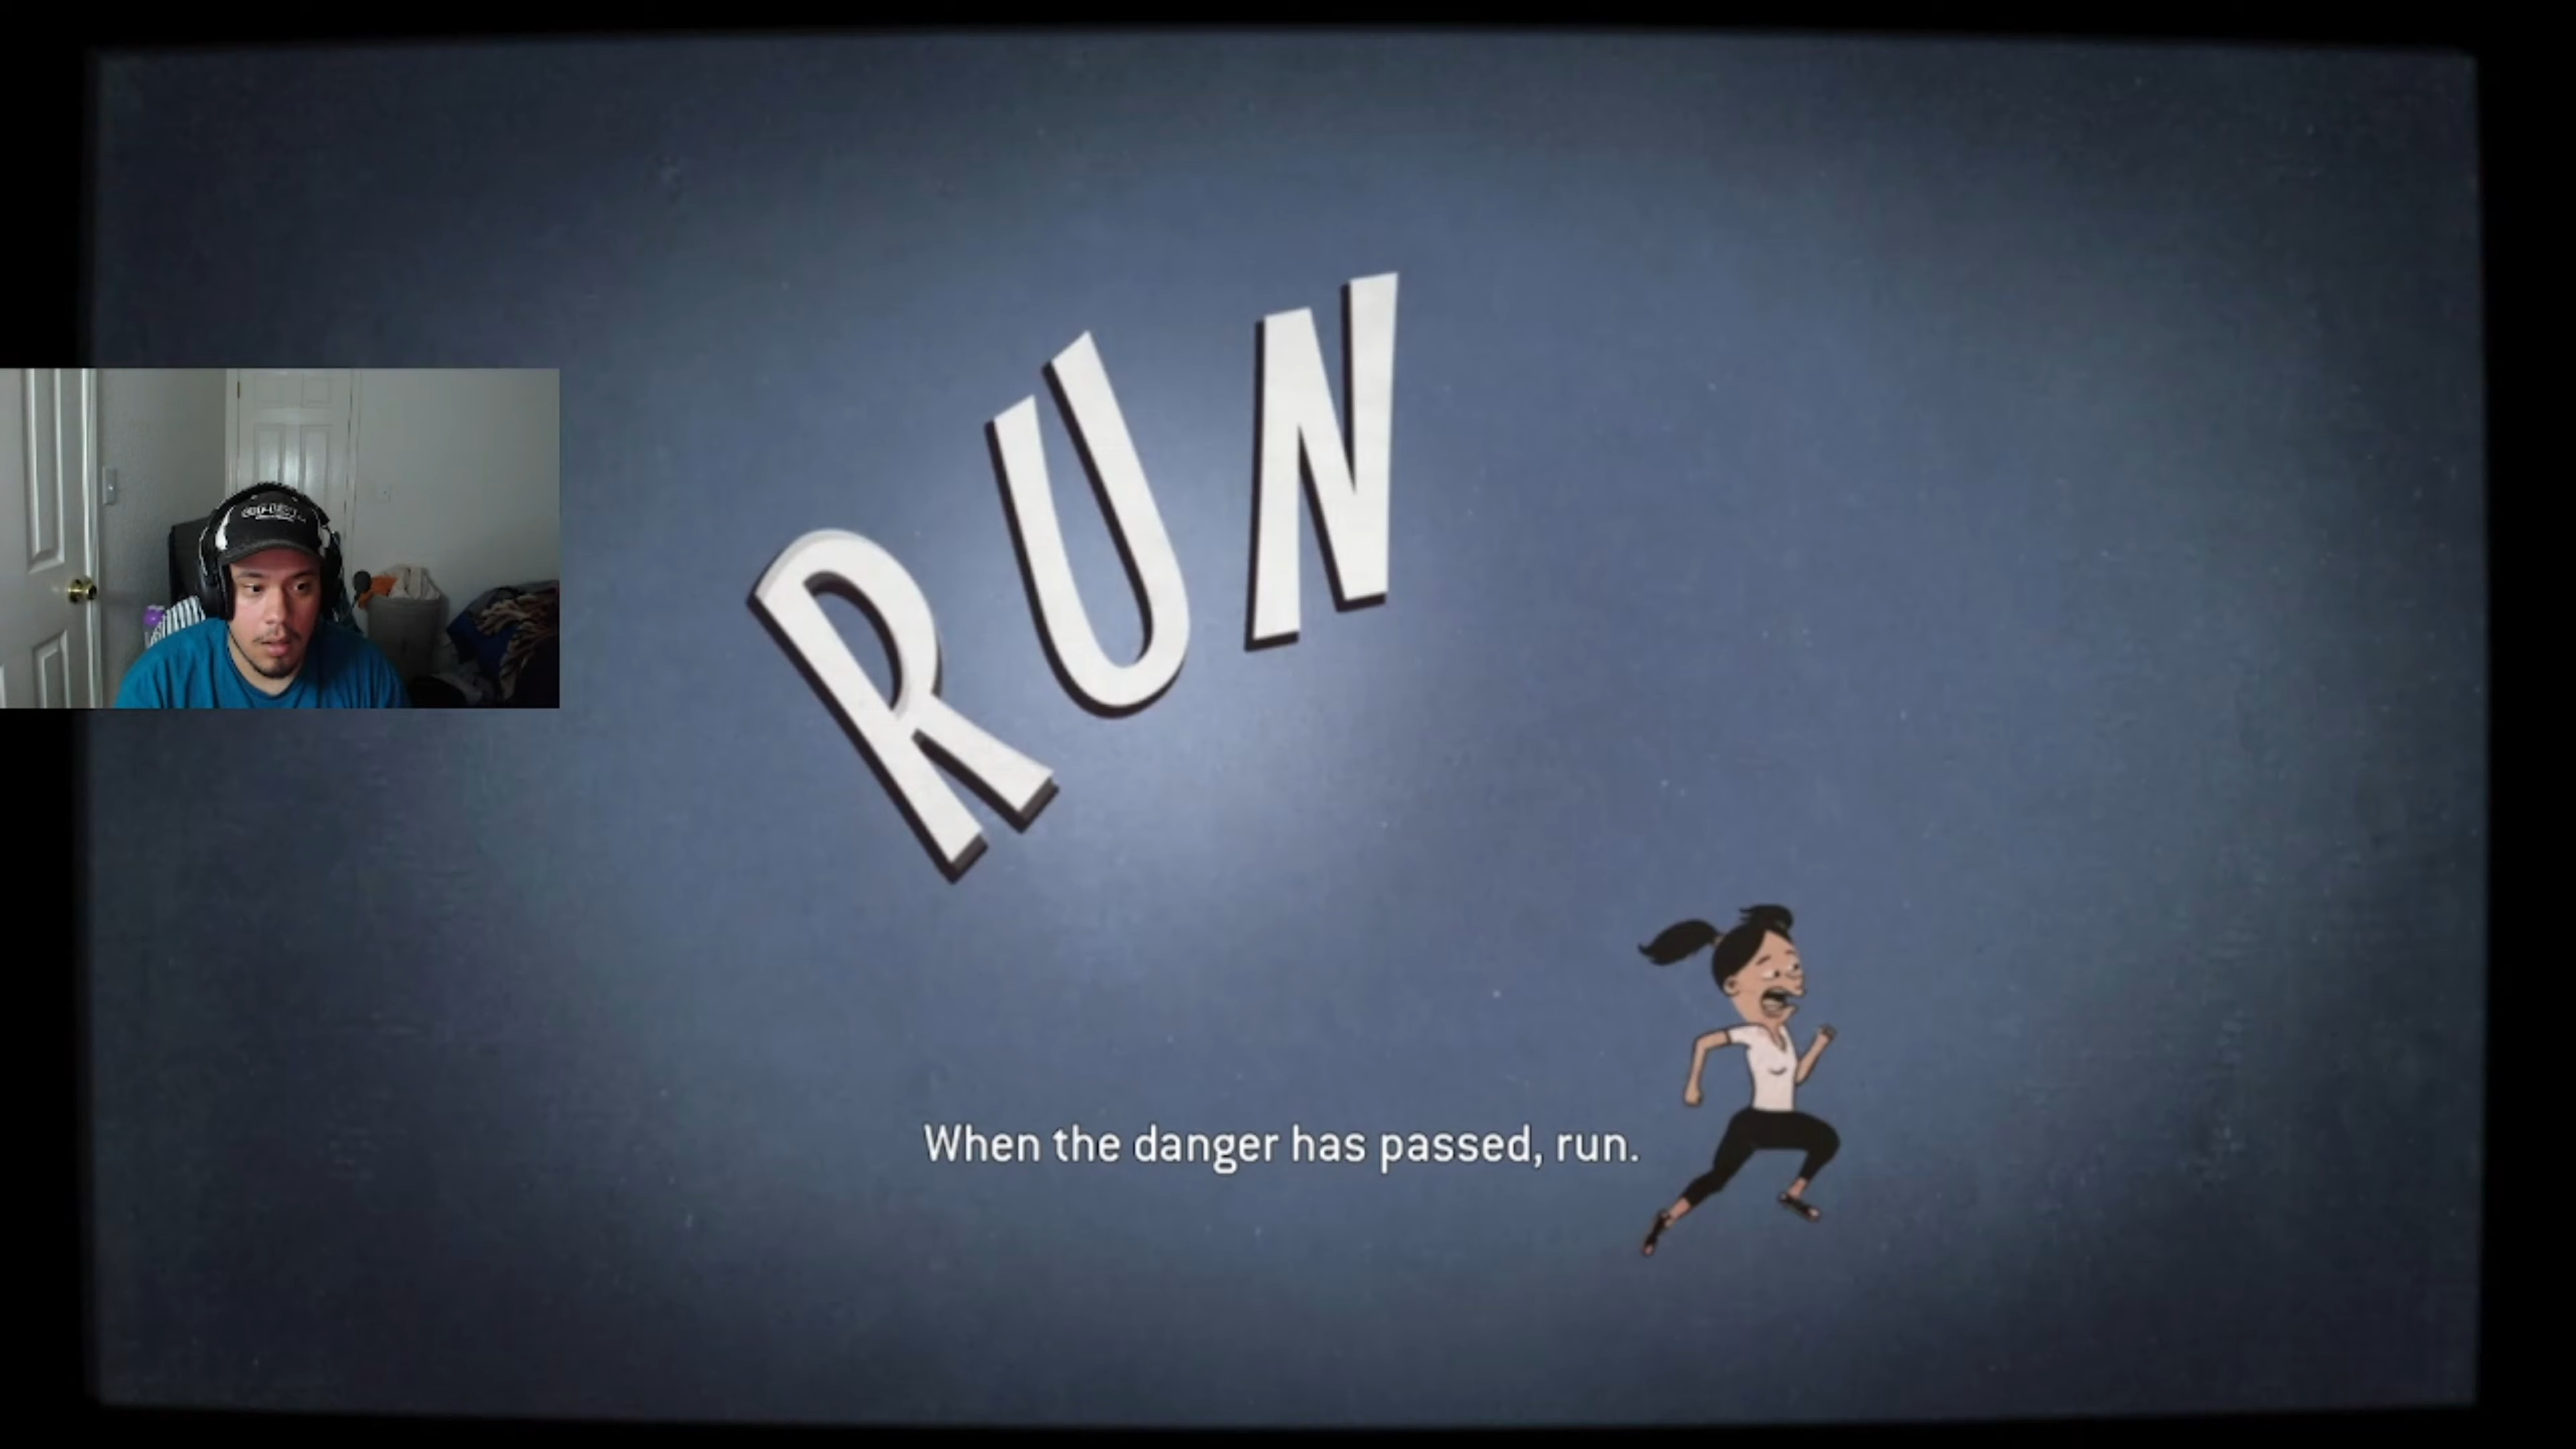 RUN
When the danger has passed, run.